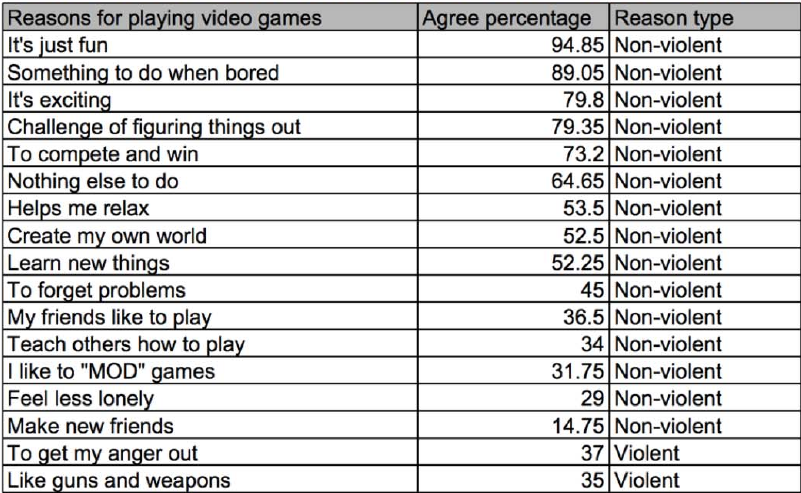 Reasons for playing video games Agree percentage Reason type
It's just fun 94.85 Non-violent
Something to do when bored 89.05 Non-violent
It's exciting 79.8 Non-violent
Challenge of figuring things out 79.35 Non-violent
To compete and win 73.2 Non-violent
Nothing else to do 64.65 Non-violent
Helps me relax 53.5 Non-violent
Create my own world 52.5 Non-violent
Learn new things 52.25 Non-violent
To forget problems 45 Non-violent
My friends like to play 36.5 Non-violent
Teach others how to play 34 Non-violent
I like to "MOD" games 31.75 Non-violent
Feel less lonely 29 Non-violent
Make new friends 14.75 Non-violent
To get my anger out 37 Violent
Like guns and weapons 35 Violent